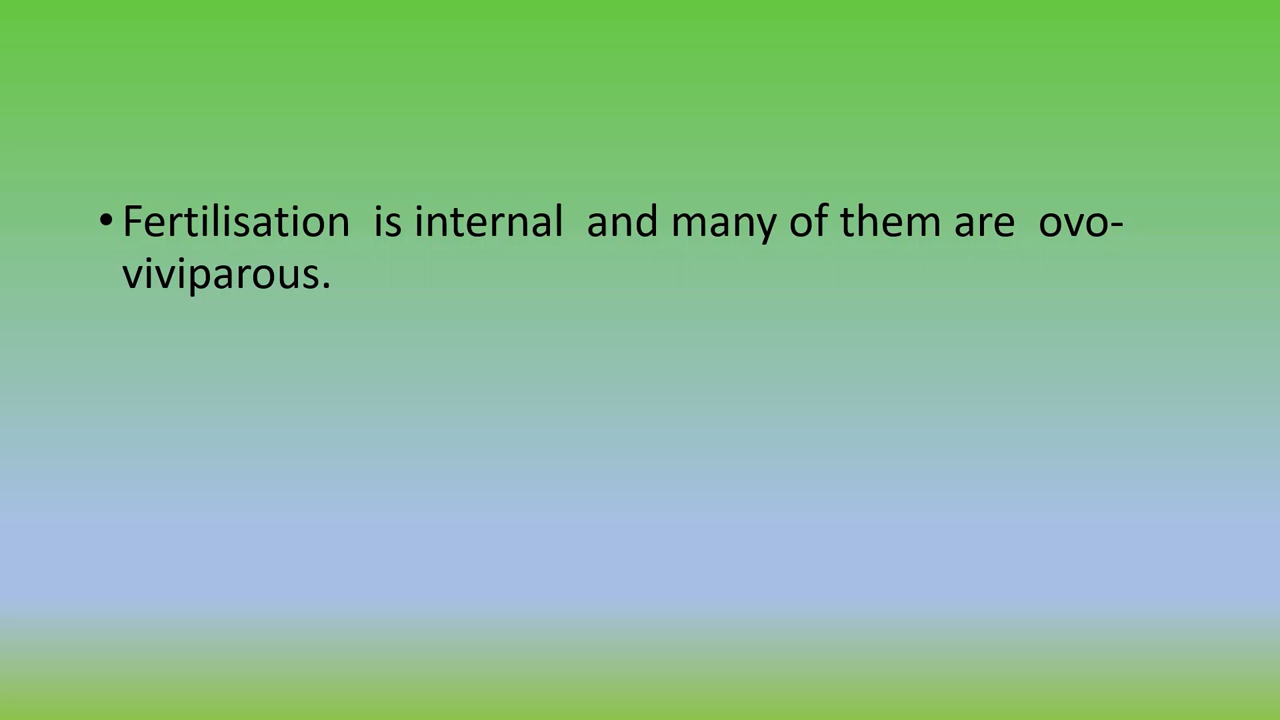 • Fertilisation  is internal  and many of them are  ovo-
viviparous.